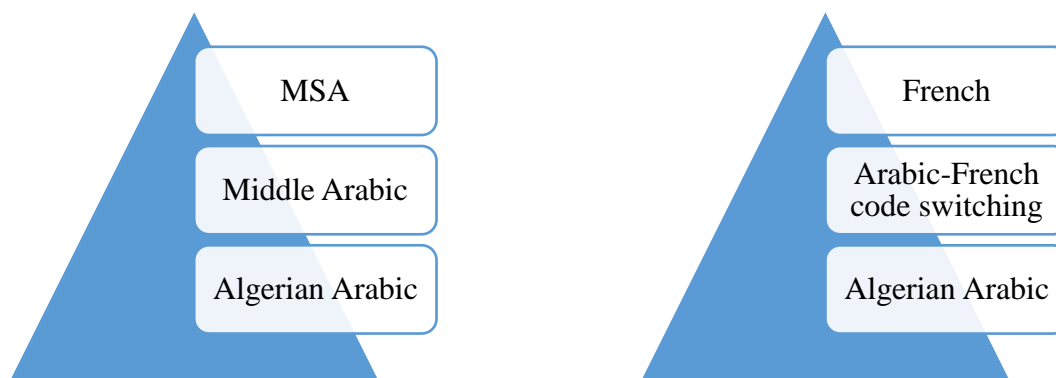 MSA
Middle Arabic
Algerian Arabic
French
Arabic-French
code switching
Algerian Arabic